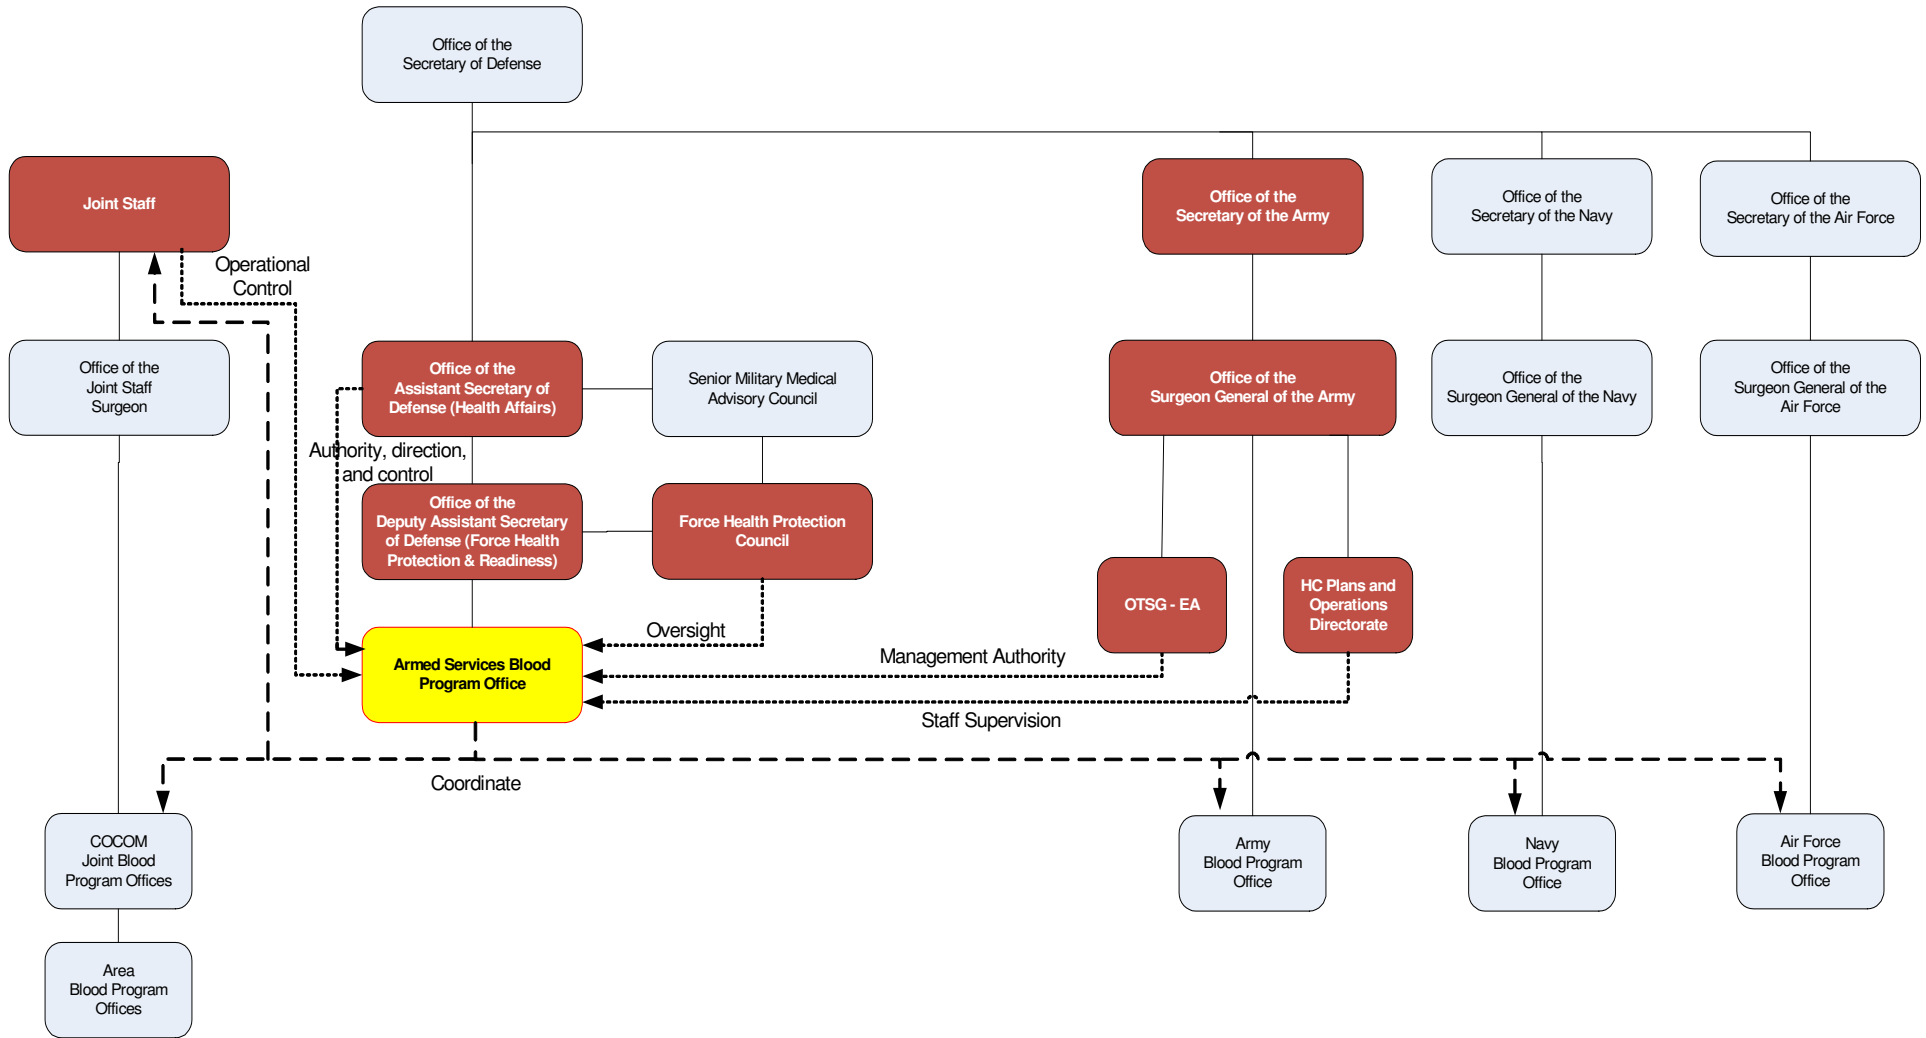 Office of the
Secretary of Defense
Joint Staff
Office of the
Secretary of the Army
Office of the
Secretary of the Navy
Office of the
Secretary of the Air Force
Operational
Control
Office of the
Joint Staff
Surgeon
Office of the
Assistant Secretary of
Defense (Health Affairs)
Senior Military Medical
Advisory Council
Office of the
Surgeon General of the Army
Office of the
Surgeon General of the Navy
Office of the
Surgeon General of the
Air Force
Authority, direction,
and control
Office of the
Deputy Assistant Secretary
of Defense (Force Health
Protection & Readiness)
Force Health Protection
Council
OTSG - EA
HC Plans and
Operations
Directorate
Oversight
Armed Services Blood
Program Office
Management Authority
Staff Supervision
Coordinate
COCOM
Joint Blood
Program Offices
Army
Blood Program
Office
Navy
Blood Program
Office
Air Force
Blood Program
Office
Area
Blood Program
Offices